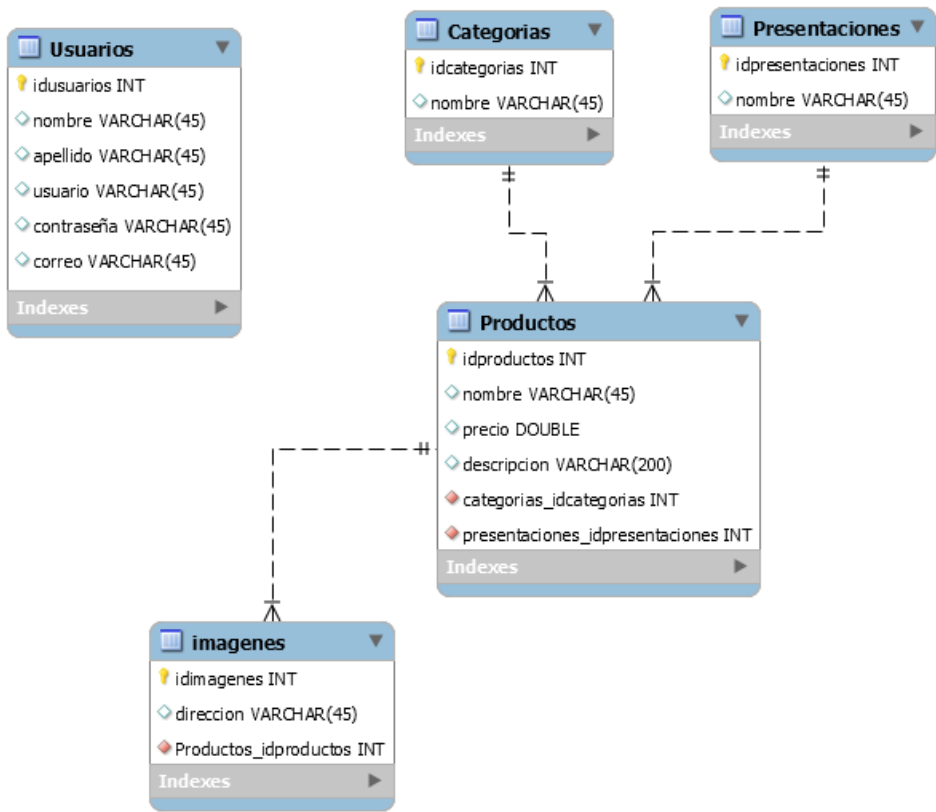 Usuarios
idusuarios INT
nombre VARCHAR(45)
apellido VARCHAR(45)
usuario VARCHAR(45)
contraseña VARCHAR(45)
correo VARCHAR(45)
Indexes
Categorias
idcategorias INT
nombre VARCHAR(45)
Indexes
Presentaciones
idpresentaciones INT
nombre VARCHAR(45)
Indexes
Productos
idproductos INT
nombre VARCHAR(45)
precio DOUBLE
descripcion VARCHAR(200)
categorias_idcategorias INT
presentaciones_idpresentaciones INT
Indexes
imagenes
idimagenes INT
direccion VARCHAR(45)
Productos_idproductos INT
Indexes